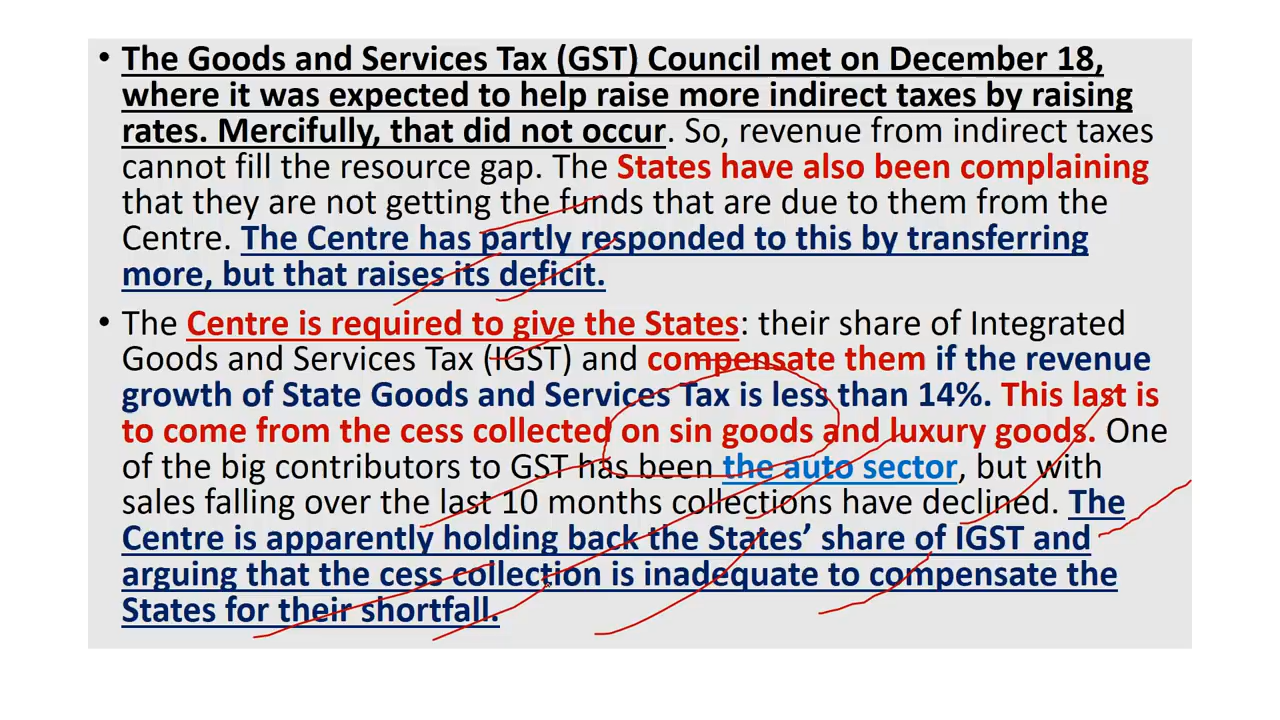 • The Goods and Services Tax (GST) Council met on December 18,
where it was expected to help raise more indirect taxes by raising
rates. Mercifully, that did not occur. So, revenue from indirect taxes
cannot fill the resource gap. The States have also been complaining
that they are not getting the funds that are due to them from the
Centre. The Centre has partly responded to this by transferring
more, but that raises its deficit.
• The Centre is required to give the States: their share of Integrated
Goods and Services Tax (IGST) and compensate them if the revenue
growth of State Goods and Services Tax is less than 14%. This last is
to come from the cess collected on sin goods and luxury goods. One
of the big contributors to GST has been the auto sector, but with
sales falling over the last 10 months collections have declined. The
Centre is apparently holding back the States’ share of IGST and
arguing that the cess collection is inadequate to compensate the
States for their shortfall.